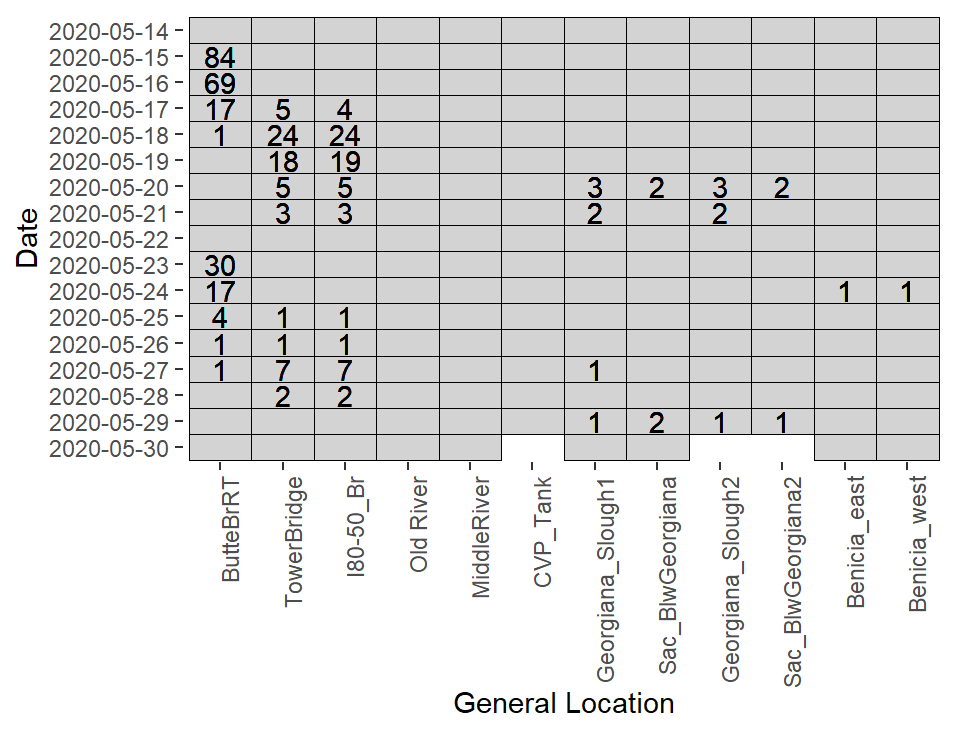 2020-05-14
2020-05-15 84
2020-05-16 69
2020-05-17 17 5 4
2020-05-18 1 24 24
2020-05-19 18 19
2020-05-20 5 5 3 2 3 2
2020-05-21 3 3 2 2
2020-05-22
2020-05-23 30
2020-05-24 17 1 1
2020-05-25 4 1 1
2020-05-26 1 1 1
2020-05-27 1 7 7 1
2020-05-28 2 2
2020-05-29 1 2 1 1
2020-05-30
Date
ButteBrRT
TowerBridge
I80-50_Br
Old River
MiddleRiver
CVP_Tank
Georgiana_Slough1
Sac_BlwGeorgiana
Georgiana_Slough2
Sac_BlwGeorgiana2
Benicia_east
Benicia_west
General Location